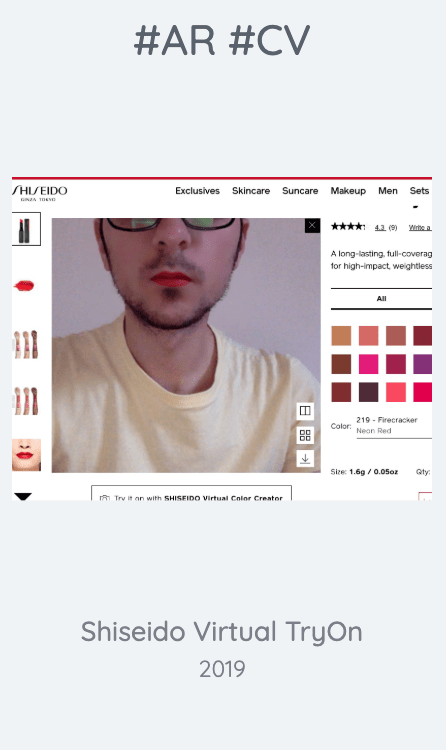 #AR #CV
SHISEIDO
GINZA TOKYO
Exclusives Skincare Suncare Makeup Men Sets
4.3 (9) Write a
A long-lasting, full-coverag
for high-impact, weightless
All
Color: 219 - Firecracker
Neon Red
Size: 1.6g / 0.05oz Qty:
Try it on with SHISEIDO Virtual Color Creator
Shiseido Virtual TryOn
2019